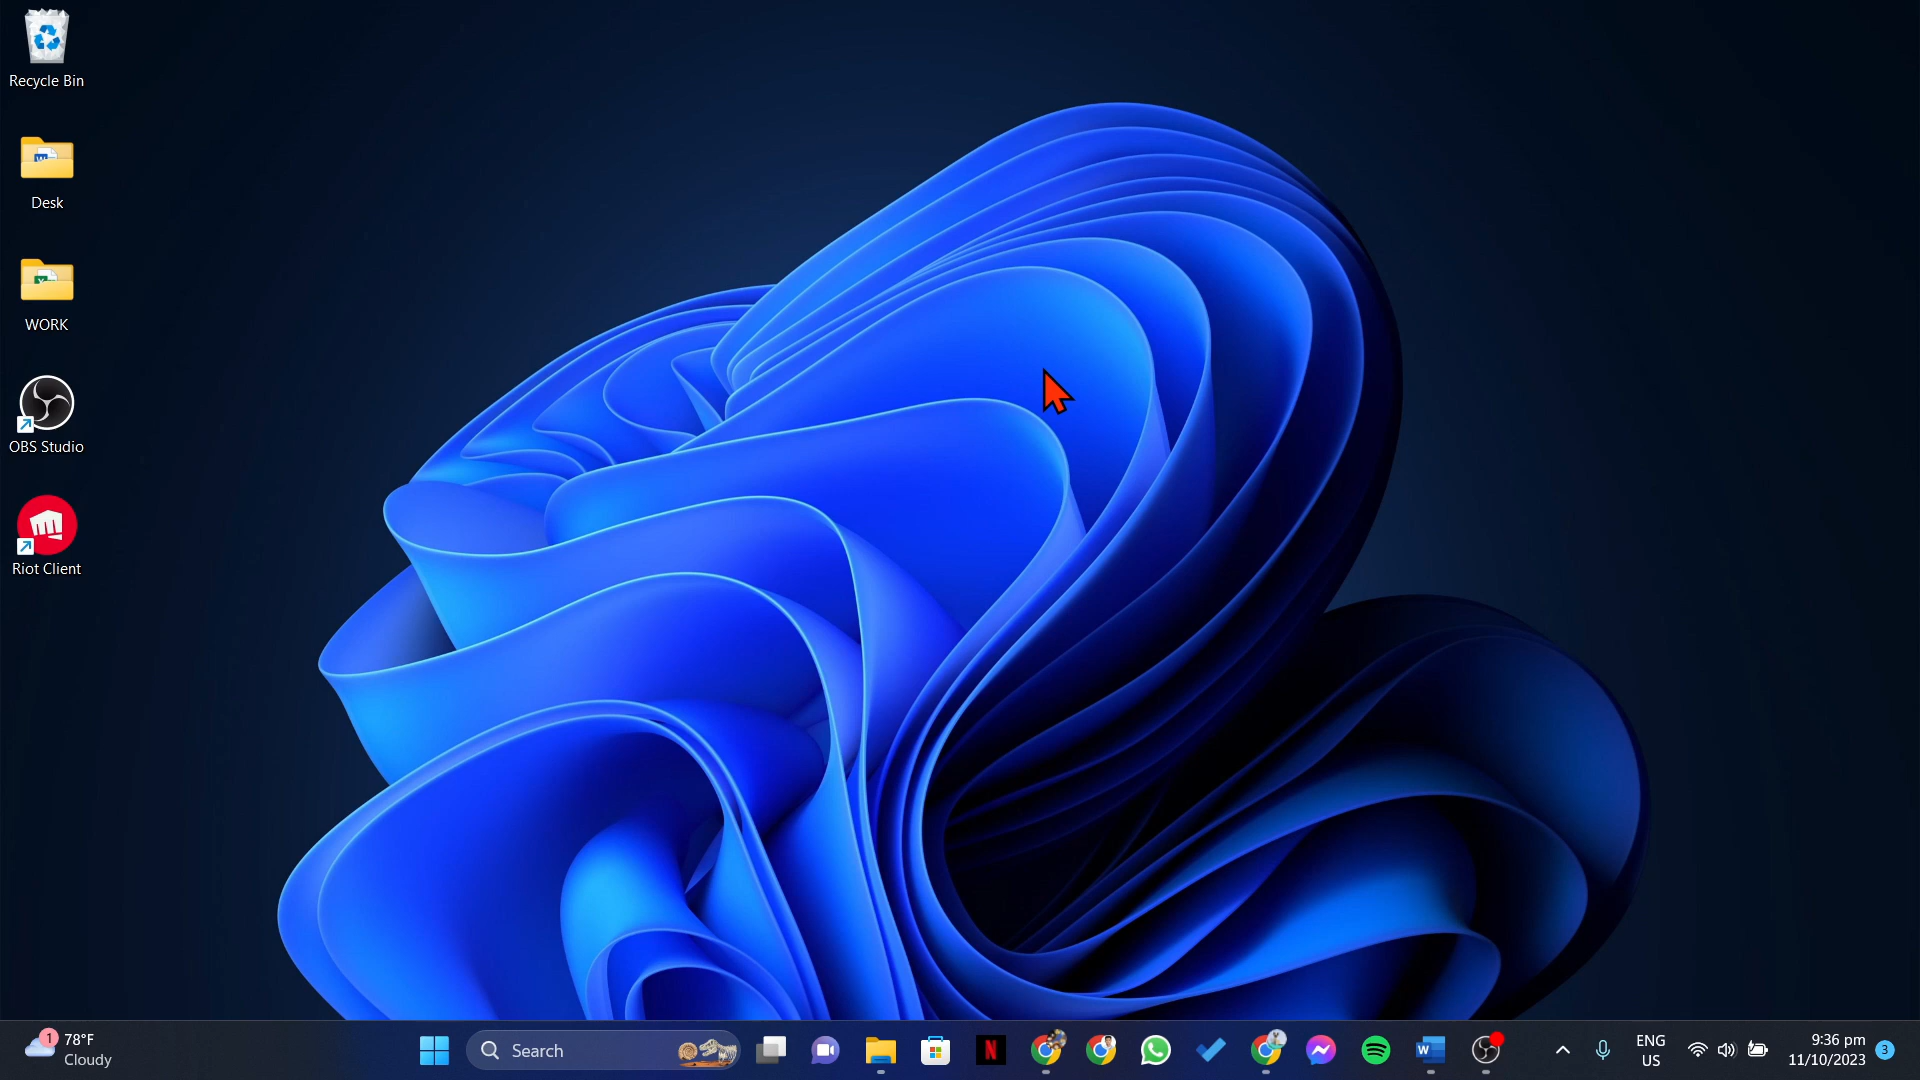 Recycle Bin
Desk
WORK
OBS Studio
Riot Client
1
78°F
Cloudy
Search
N
W
ENG
US
9:36 pm
11/10/2023
3